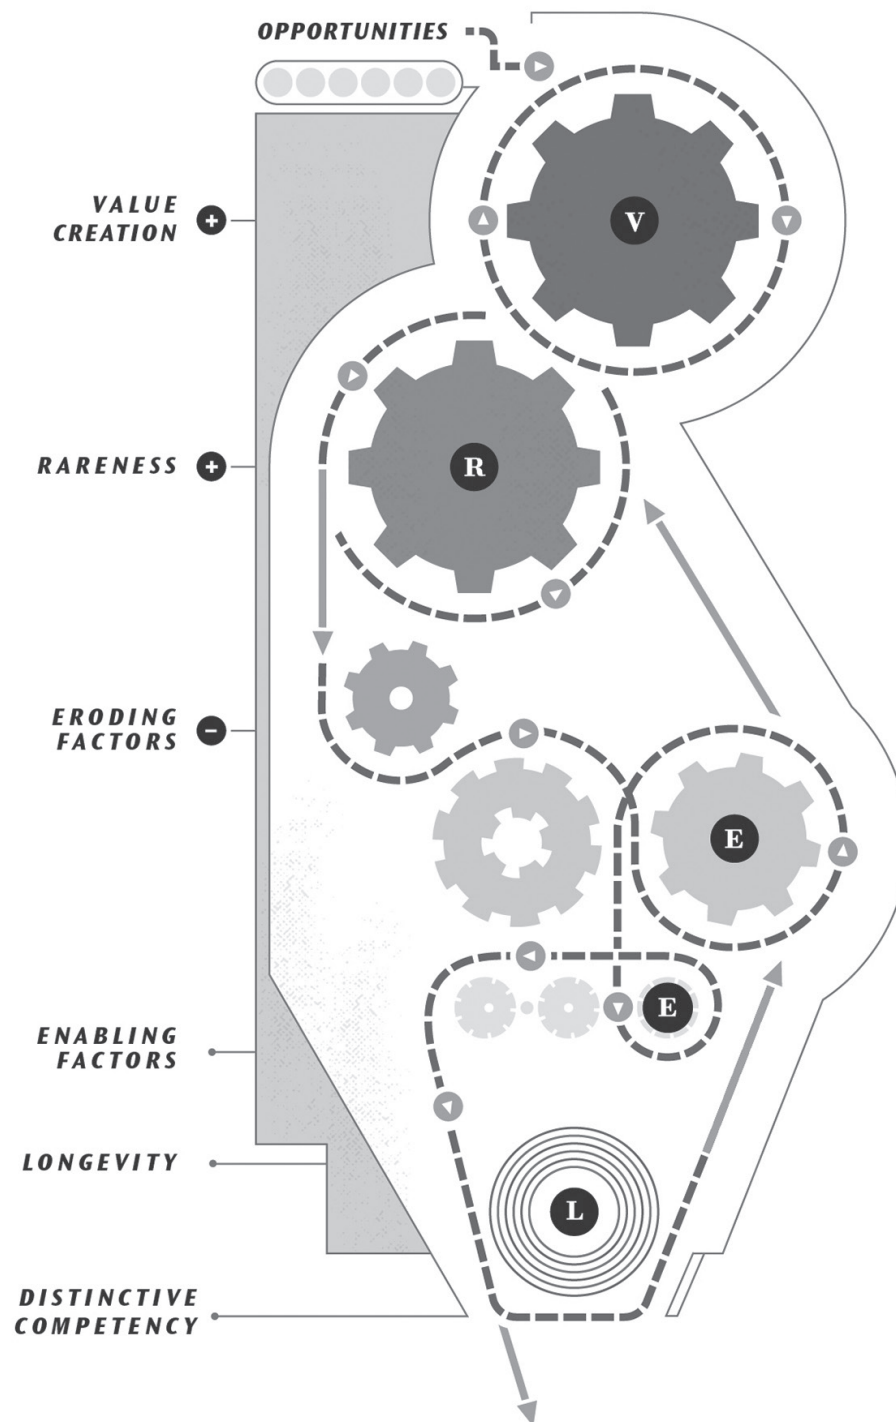 OPPORTUNITIES
VALUE
CREATION
+
V
RARENESS
+
R
ERODING
FACTORS
−
E
ENABLING
FACTORS
E
LONGEVITY
L
DISTINCTIVE
COMPETENCY